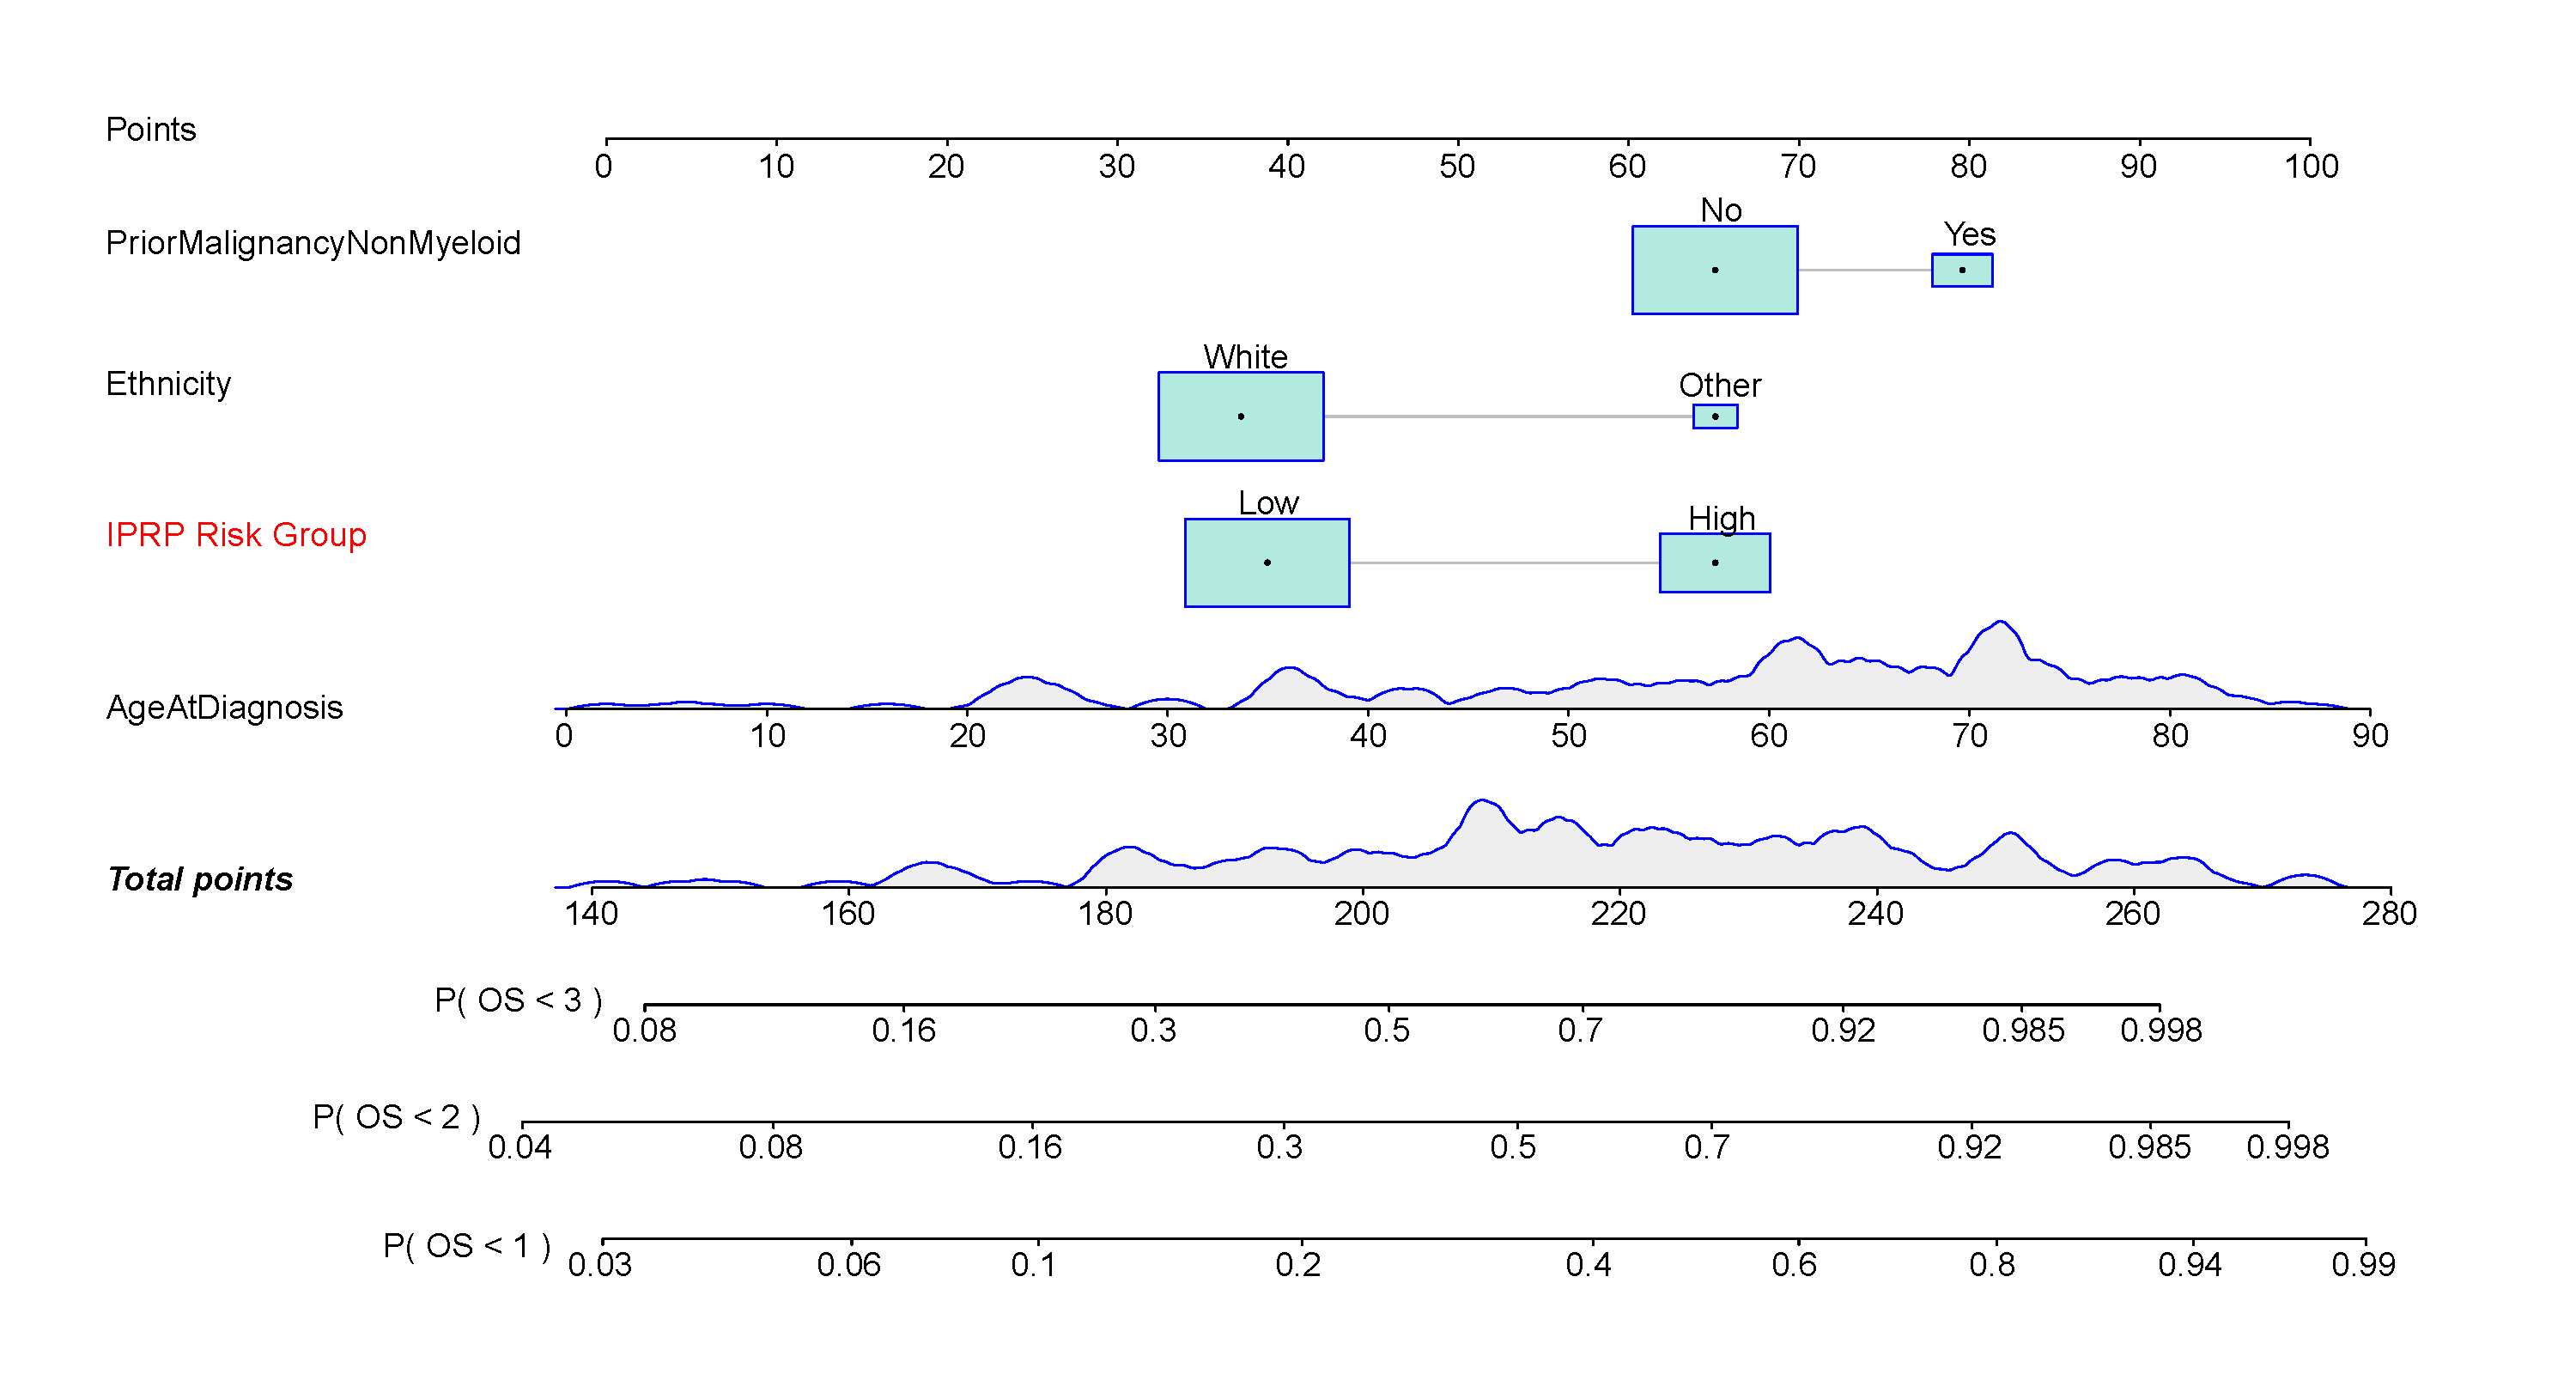 Points
0 10 20 30 40 50 60 70 80 90 100
No
PriorMalignancyNonMyeloid
Yes
White
Ethnicity
Other
Low
High
IPRP Risk Group
AgeAtDiagnosis
0 10 20 30 40 50 60 70 80 90
Total points
140 160 180 200 220 240 260 280
P( OS < 3 )
0.08 0.16 0.3 0.5 0.7 0.92 0.985 0.998
P( OS < 2 )
0.04 0.08 0.16 0.3 0.5 0.7 0.92 0.985 0.998
P( OS < 1 )
0.03 0.06 0.1 0.2 0.4 0.6 0.8 0.94 0.99